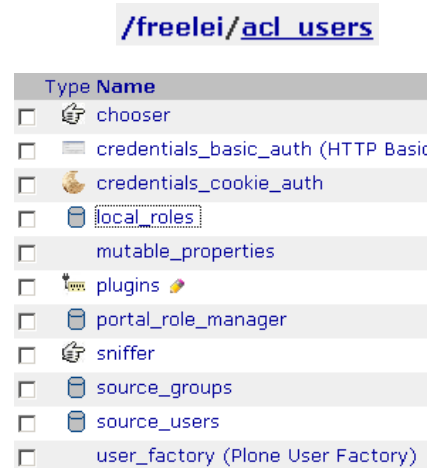 /freelei/acl_users
Type Name
chooser
credentials_basic_auth (HTTP Basic
credentials_cookie_auth
local_roles
mutable_properties
plugins
portal_role_manager
sniffer
source_groups
source_users
user_factory (Plone User Factory)